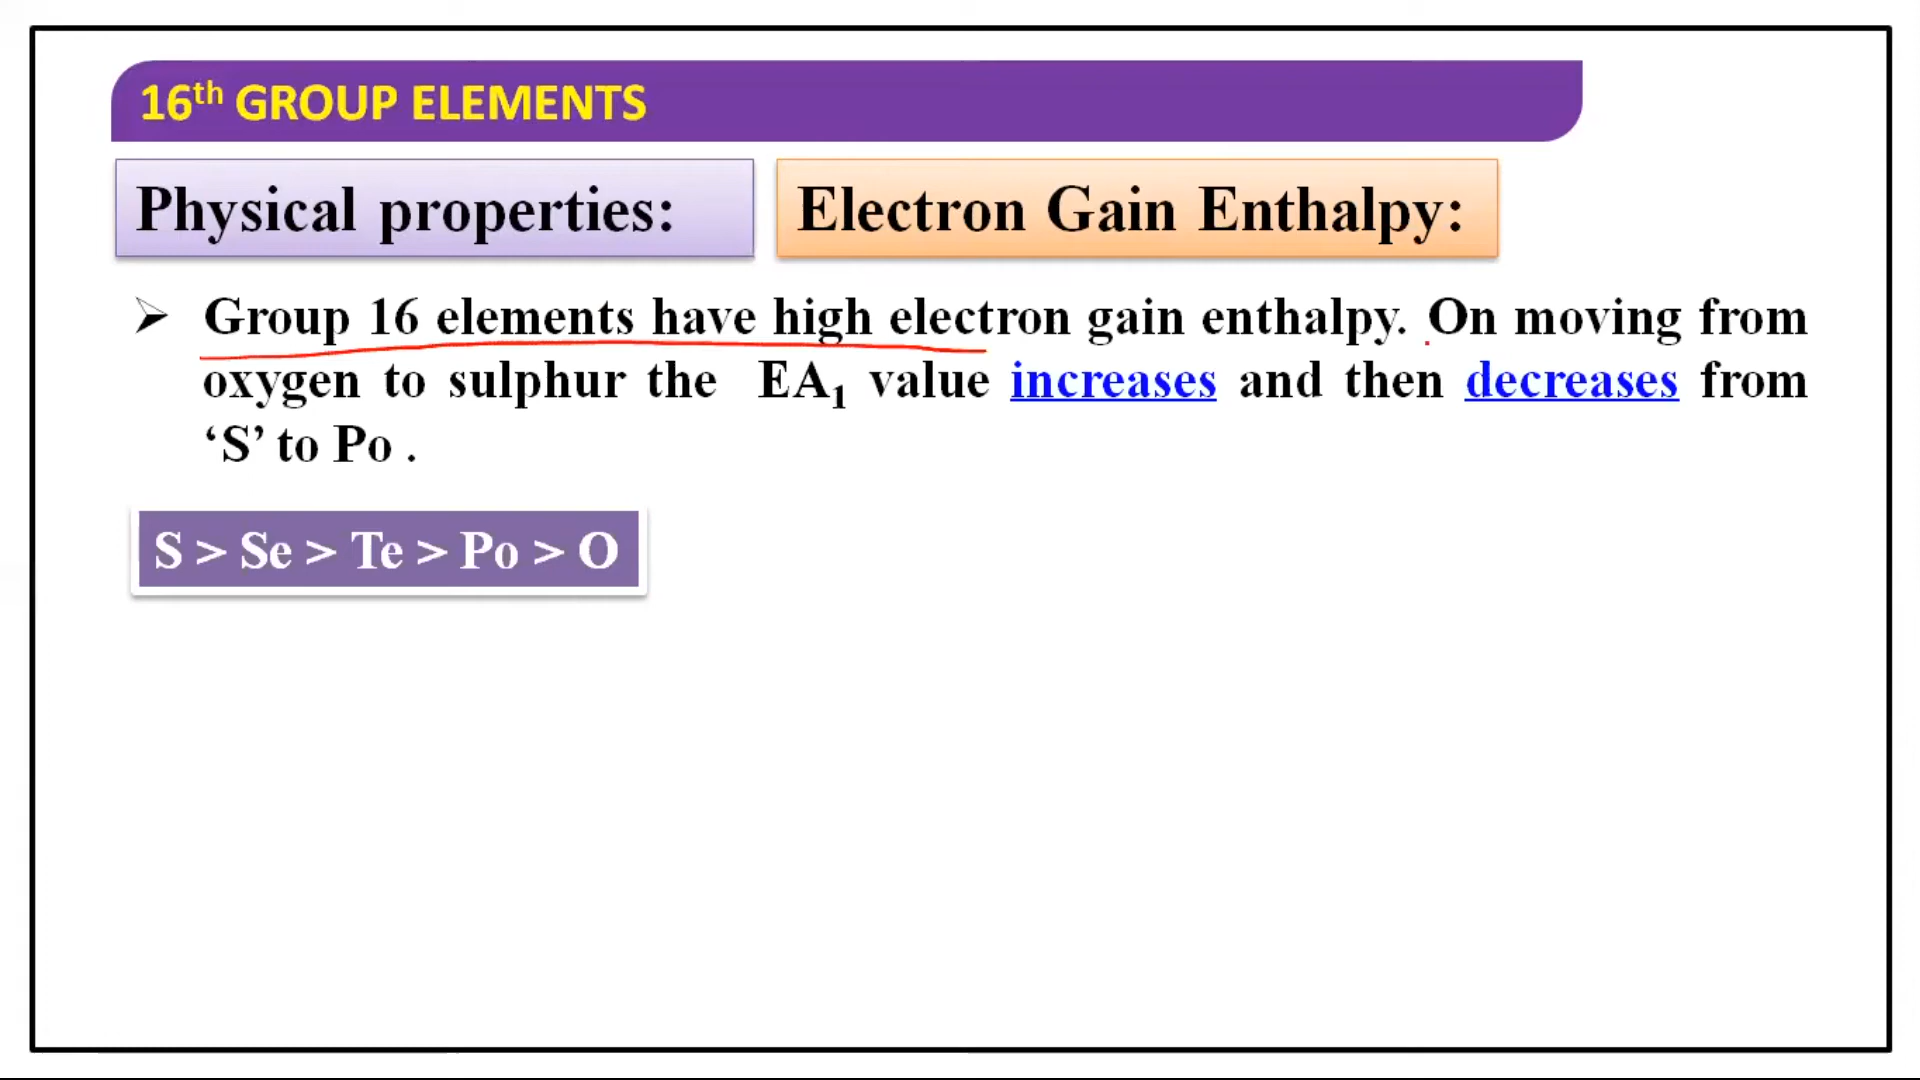 16th GROUP ELEMENTS
Physical properties:
Electron Gain Enthalpy:
➢ Group 16 elements have high electron gain enthalpy. On moving from
oxygen to sulphur the EA₁ value increases and then decreases from
‘S’ to Po .
S > Se > Te > Po > O